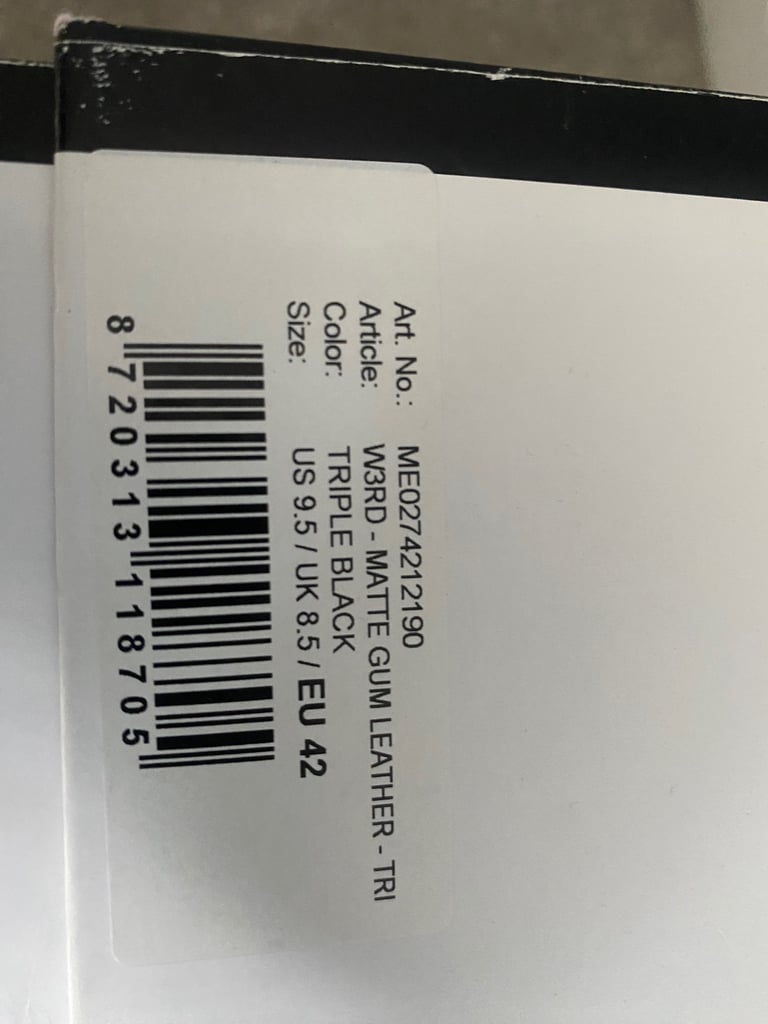 Art. No.: ME0274212190
Article: W3RD - MATTE GUM LEATHER - TRI
Color: TRIPLE BLACK
Size: US 9.5 / UK 8.5 / EU 42
8 720313 118705